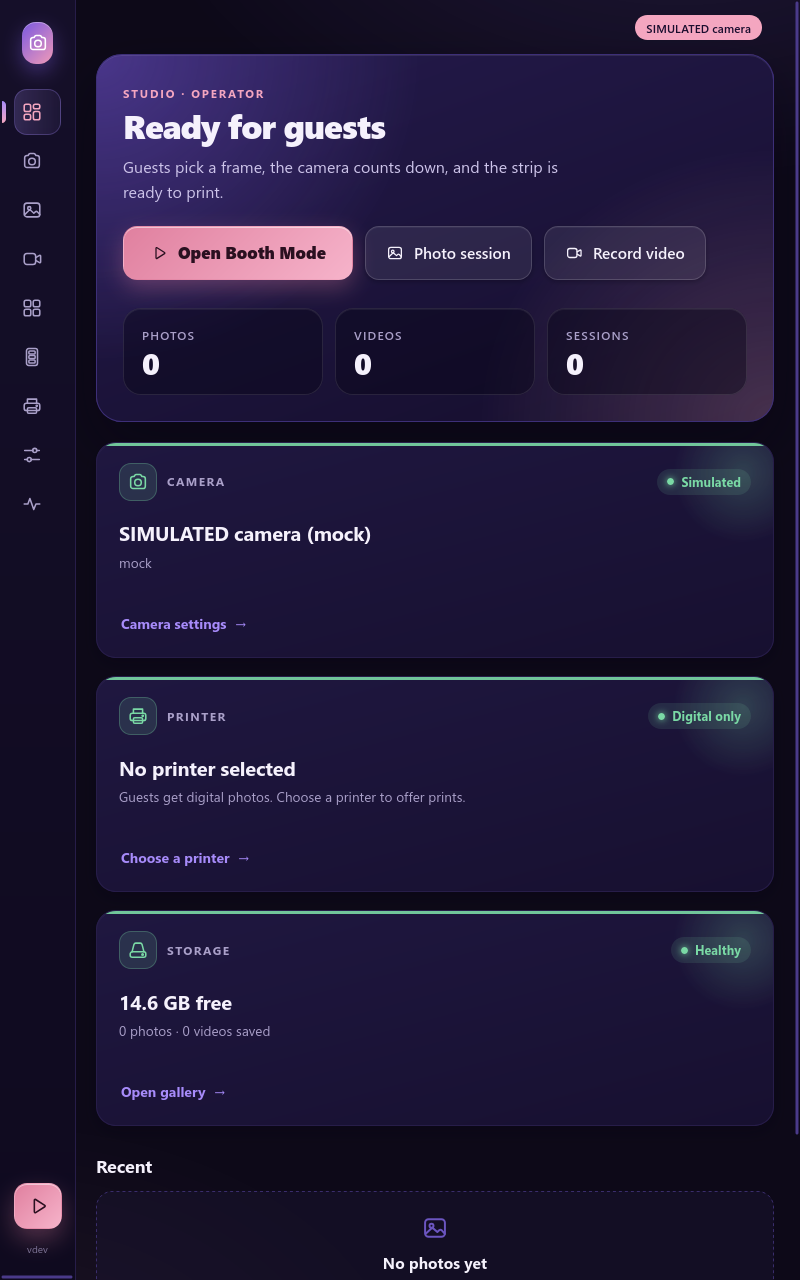 SIMULATED camera
STUDIO · OPERATOR
Ready for guests
Guests pick a frame, the camera counts down, and the strip is
ready to print.
Open Booth Mode
Photo session
Record video
PHOTOS
0
VIDEOS
0
SESSIONS
0
CAMERA
Simulated
SIMULATED camera (mock)
mock
Camera settings →
PRINTER
Digital only
No printer selected
Guests get digital photos. Choose a printer to offer prints.
Choose a printer →
STORAGE
Healthy
14.6 GB free
0 photos · 0 videos saved
Open gallery →
Recent
No photos yet
vdev